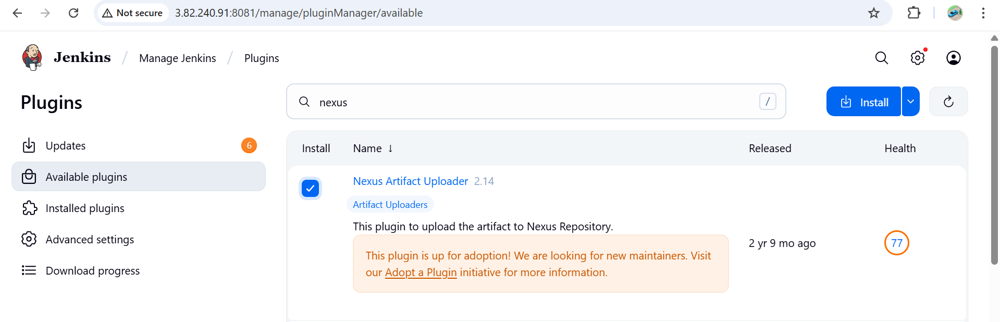 Not secure 3.82.240.91:8081/manage/pluginManager/available
Jenkins / Manage Jenkins / Plugins
Plugins
nexus /
Install
Updates 6
Available plugins
Installed plugins
Advanced settings
Download progress
Install Name ↓ Released Health
Nexus Artifact Uploader 2.14
Artifact Uploaders
This plugin to upload the artifact to Nexus Repository.
This plugin is up for adoption! We are looking for new maintainers. Visit
our Adopt a Plugin initiative for more information.
2 yr 9 mo ago
77